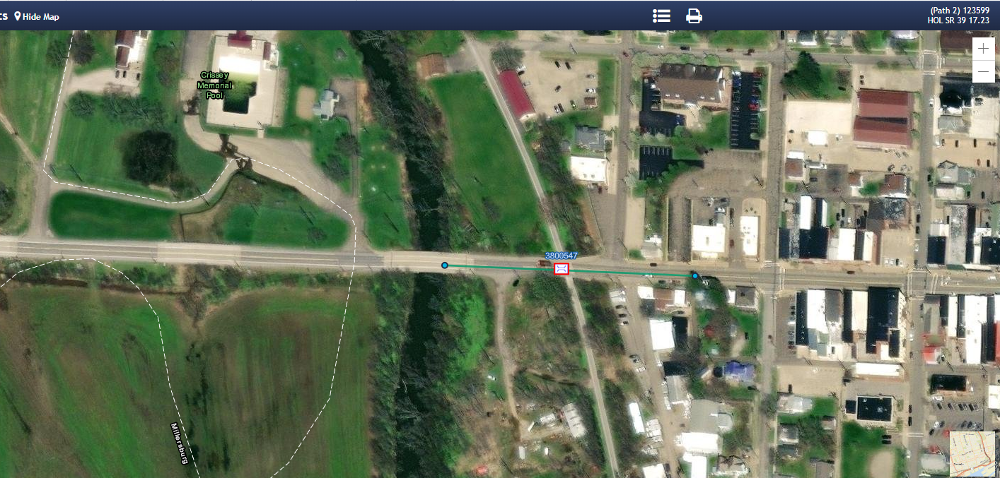 Hide Map
(Path 2) 123599
HOL SR 39 17.23
Crissey
Memorial
Pool
3800547
Millersburg